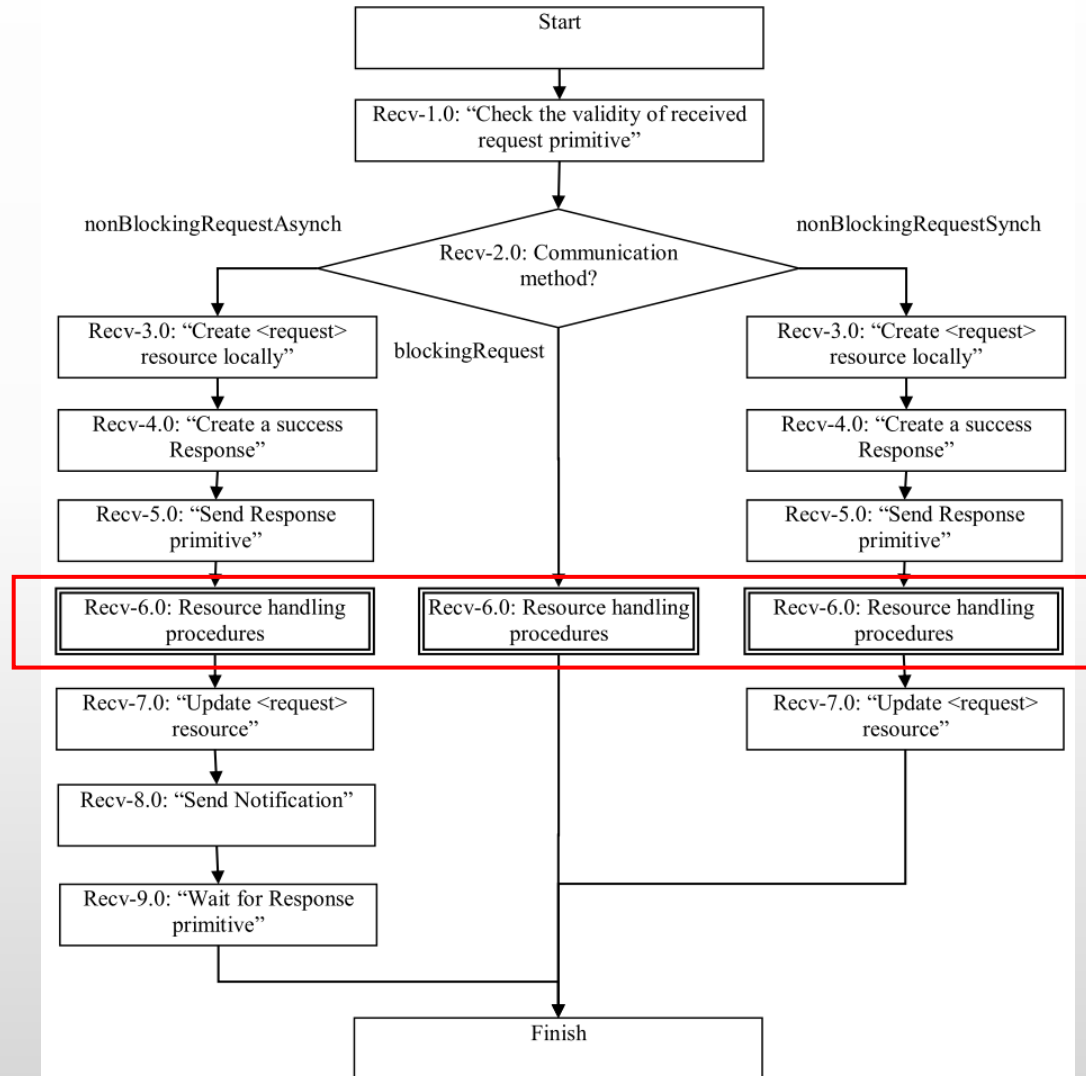 Start
Recv-1.0: “Check the validity of received
request primitive”
nonBlockingRequestAsynch
nonBlockingRequestSynch
Recv-2.0: Communication
method?
blockingRequest
Recv-3.0: “Create <request>
resource locally”
Recv-3.0: “Create <request>
resource locally”
Recv-4.0: “Create a success
Response”
Recv-4.0: “Create a success
Response”
Recv-5.0: “Send Response
primitive”
Recv-5.0: “Send Response
primitive”
Recv-6.0: Resource handling
procedures
Recv-6.0: Resource handling
procedures
Recv-6.0: Resource handling
procedures
Recv-7.0: “Update <request>
resource”
Recv-7.0: “Update <request>
resource”
Recv-8.0: “Send Notification”
Recv-9.0: “Wait for Response
primitive”
Finish